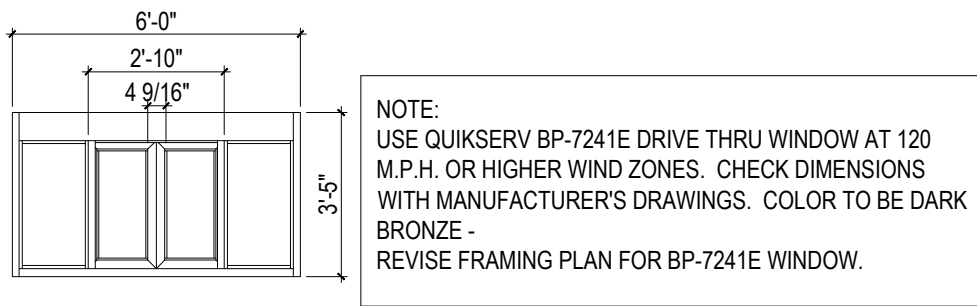 6'-0"
2'-10"
4 9/16"
3'-5"
NOTE:
USE QUIKSERV BP-7241E DRIVE THRU WINDOW AT 120
M.P.H. OR HIGHER WIND ZONES. CHECK DIMENSIONS
WITH MANUFACTURER'S DRAWINGS. COLOR TO BE DARK
BRONZE -
REVISE FRAMING PLAN FOR BP-7241E WINDOW.